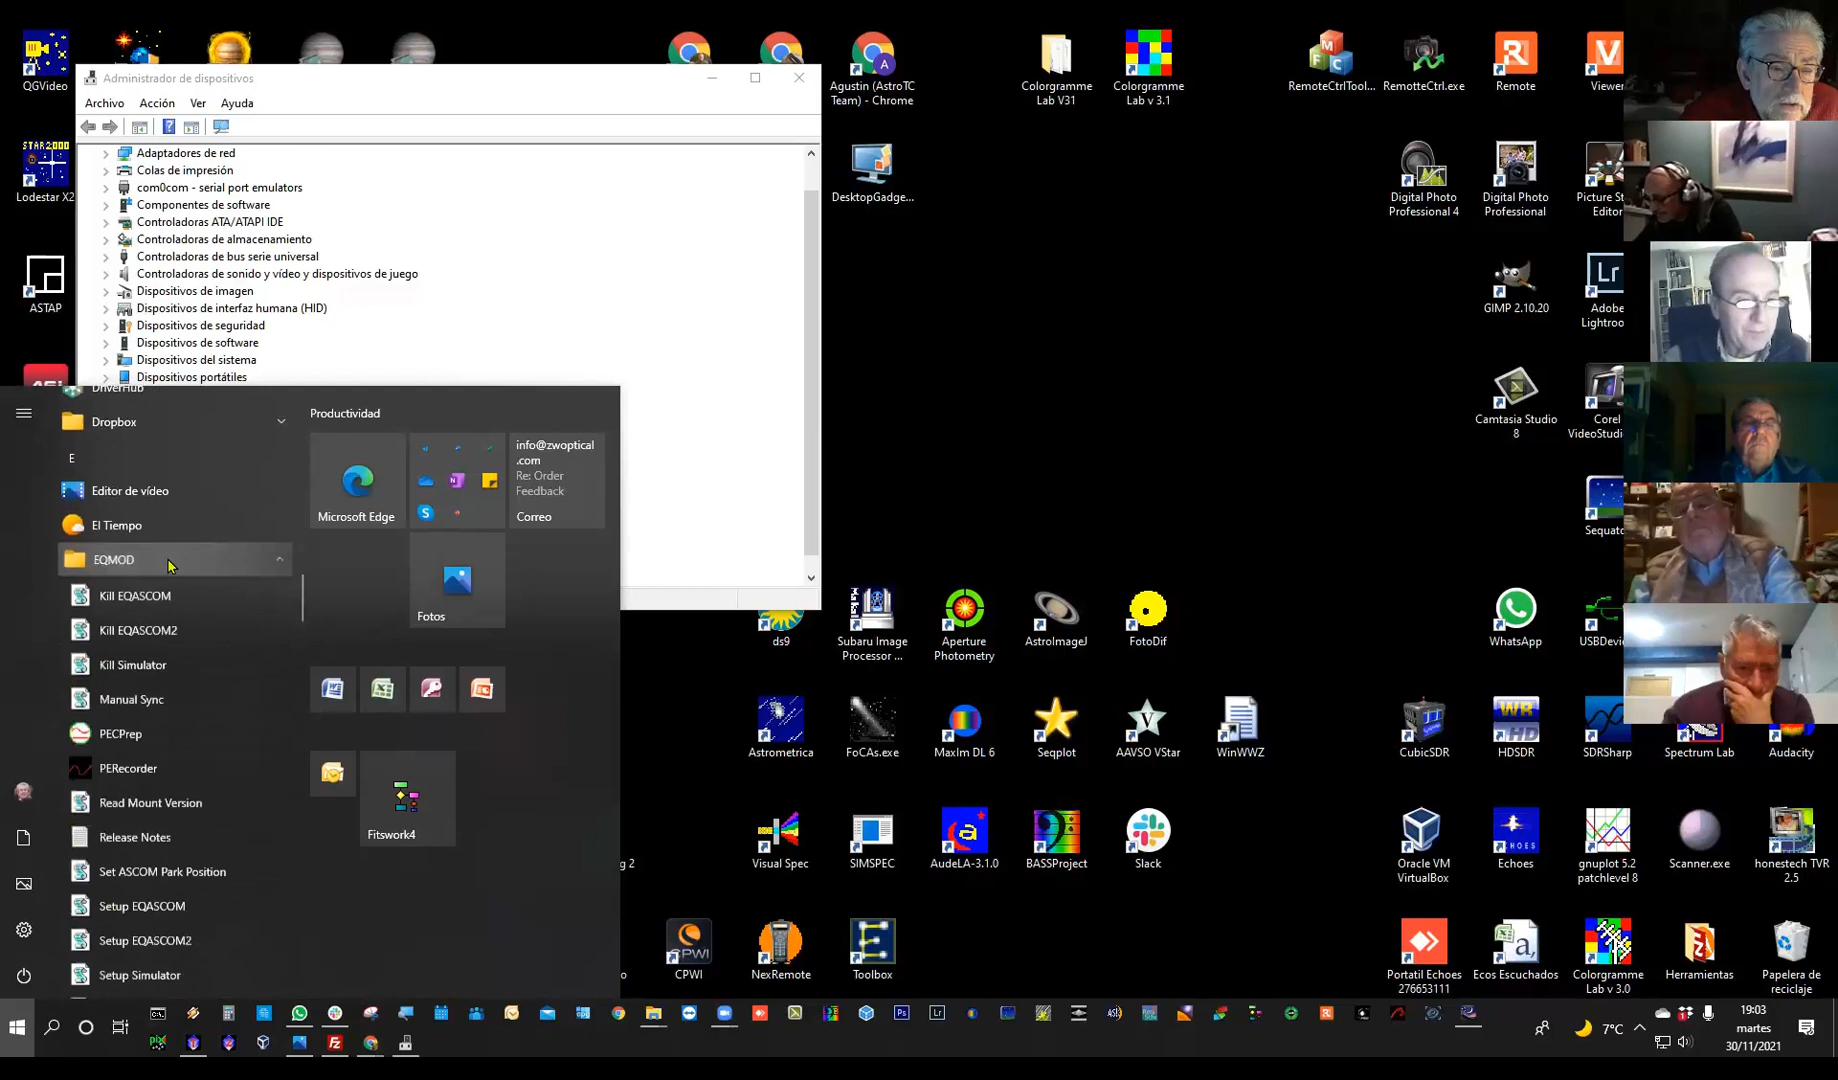 QGVideo
Lodestar X2
ASTAP
Administrador de dispositivos
Archivo Acción Ver Ayuda
Adaptadores de red
Colas de impresión
com0com - serial port emulators
Componentes de software
Controladoras ATA/ATAPI IDE
Controladoras de almacenamiento
Controladoras de bus serie universal
Controladoras de sonido y vídeo y dispositivos de juego
Dispositivos de imagen
Dispositivos de interfaz humana (HID)
Dispositivos de seguridad
Dispositivos de software
Dispositivos del sistema
Dispositivos portátiles
DriverHub
Dropbox
E
Editor de vídeo
El Tiempo
EQMOD
Kill EQASCOM
Kill EQASCOM2
Kill Simulator
Manual Sync
PECPrep
PERecorder
Read Mount Version
Release Notes
Set ASCOM Park Position
Setup EQASCOM
Setup EQASCOM2
Setup Simulator
Productividad
Microsoft Edge
info@zwoptical
.com
Re: Order
Feedback
Correo
Fotos
Fitswork4
Agustin (AstroTC
Team) - Chrome
Colorgramme
Lab V31
Colorgramme
Lab v 3.1
RemoteCtrlTool...
RemotteCtrl.exe
Remote
Viewer
DesktopGadge...
Digital Photo
Professional 4
Digital Photo
Professional
Picture St
Editor
GIMP 2.10.20
Adobe
Lightroo
Camtasia Studio
8
Corel
VideoStudi
Sequato
ds9
Subaru Image
Processor ...
Aperture
Photometry
AstroImageJ
FotoDif
WhatsApp
USBDevi
Astrometrica
FoCAs.exe
MaxIm DL 6
Seqplot
AAVSO VStar
WinWWZ
CubicSDR
HDSDR
SDRSharp
Spectrum Lab
Audacity
g 2
Visual Spec
SIMSPEC
AudeLA-3.1.0
BASSProject
Slack
Oracle VM
VirtualBox
Echoes
gnuplot 5.2
patchlevel 8
Scanner.exe
honestech TVR
2.5
o
CPWI
NexRemote
Toolbox
Portatil Echoes
276653111
Ecos Escuchados
Colorgramme
Lab v 3.0
Herramientas
Papelera de
reciclaje
7°C
19:03
martes
30/11/2021